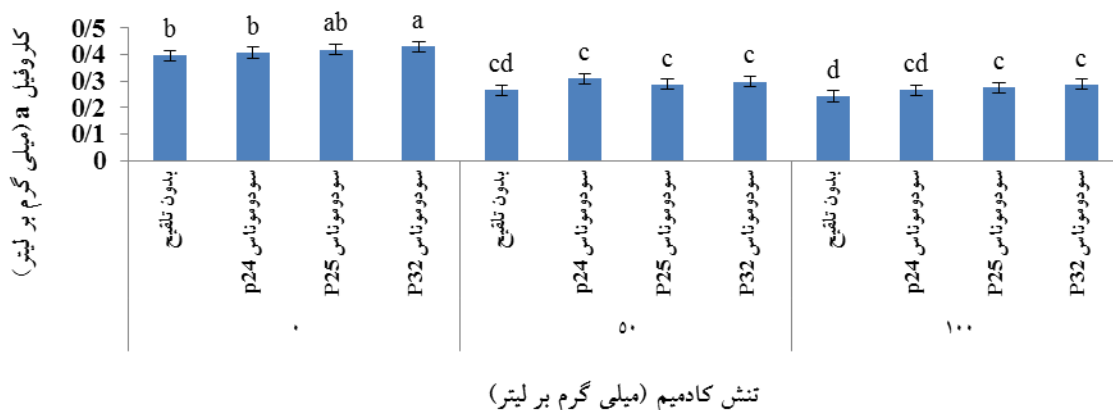 کلروفیل a (میلی گرم بر لیتر)
0/5
0/4
0/3
0/2
0/1
0
b b ab a cd c c c d cd c c
بدون تلقیح
سودوموناس p24
سودوموناس P25
سودوموناس P32
بدون تلقیح
سودوموناس p24
سودوموناس P25
سودوموناس P32
بدون تلقیح
سودوموناس p24
سودوموناس P25
سودوموناس P32
۰ ۵۰ ۱۰۰
تنش کادمیم (میلی گرم بر لیتر)